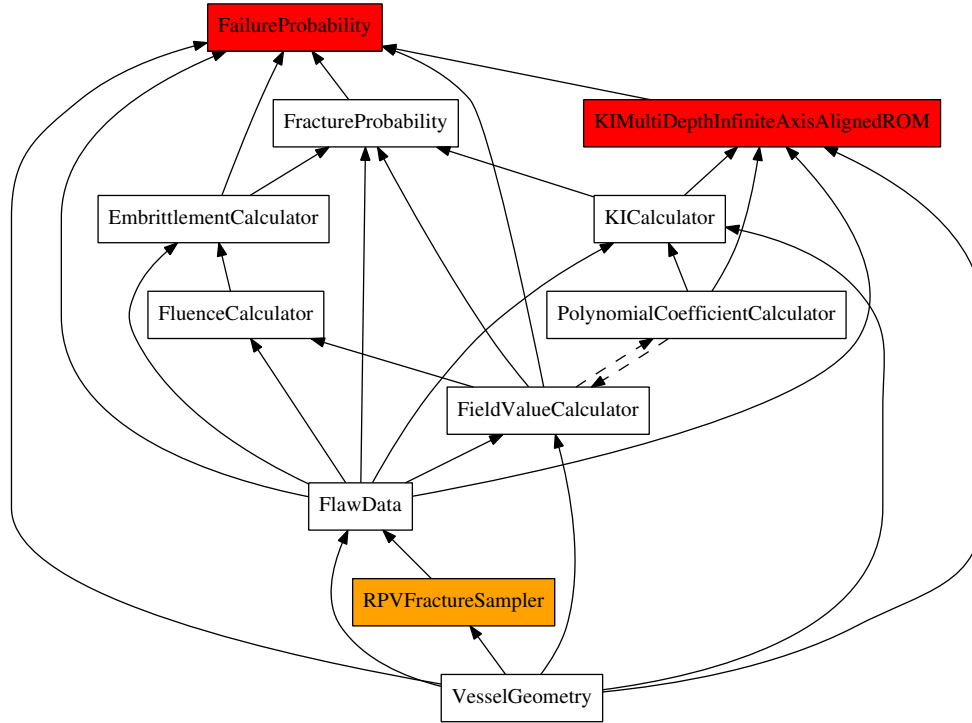 FailureProbability
FractureProbability
KIMultiDepthInfiniteAxisAlignedROM
EmbrittlementCalculator
KICalculator
FluenceCalculator
PolynomialCoefficientCalculator
FieldValueCalculator
FlawData
RPVFractureSampler
VesselGeometry